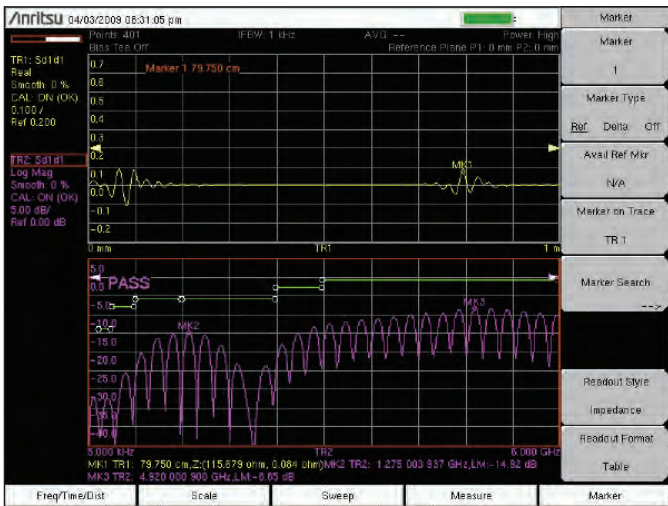 Anritsu 04/03/2009 06:31:05 pm
Marker
Points: 401 IFBW: 1 kHz AVG: -- Power: High
Bias Tee Off Reference Plane P1: 0 mm P2: 0 mm
TR1: Sd1d1
Real
Smooth 0 %
CAL: ON (OK)
0.100 /
Ref 0.200
Marker 1 79.750 cm
0.7
0.6
0.5
0.4
0.3
0.2
0.1
0.0
-0.1
-0.2
MK1
0 mm TR1 1 m
TR2: Sd1d1
Log Mag
Smooth 0 %
CAL: ON (OK)
5.00 dB/
Ref 0.00 dB
PASS
5.0
0.0
-5.0
-10.0
-15.0
-20.0
-25.0
-30.0
-40.0
MK2
MK3
5.000 kHz TR2 6.000 GHz
MK1 TR1: 79.750 cm,Z:(115.879 ohm, 0.084 ohm)MK2 TR2: 1.275 003 937 GHz,LM:-14.92 dB
MK3 TR2: 4.920 000 900 GHz,LM:-8.65 dB
Marker
1
Marker Type
Ref Delta Off
Avail Ref Mkr
N/A
Marker on Trace
TR 1
Marker Search
-->
Readout Style
Impedance
Readout Format
Table
Freq/Time/Dist Scale Sweep Measure Marker